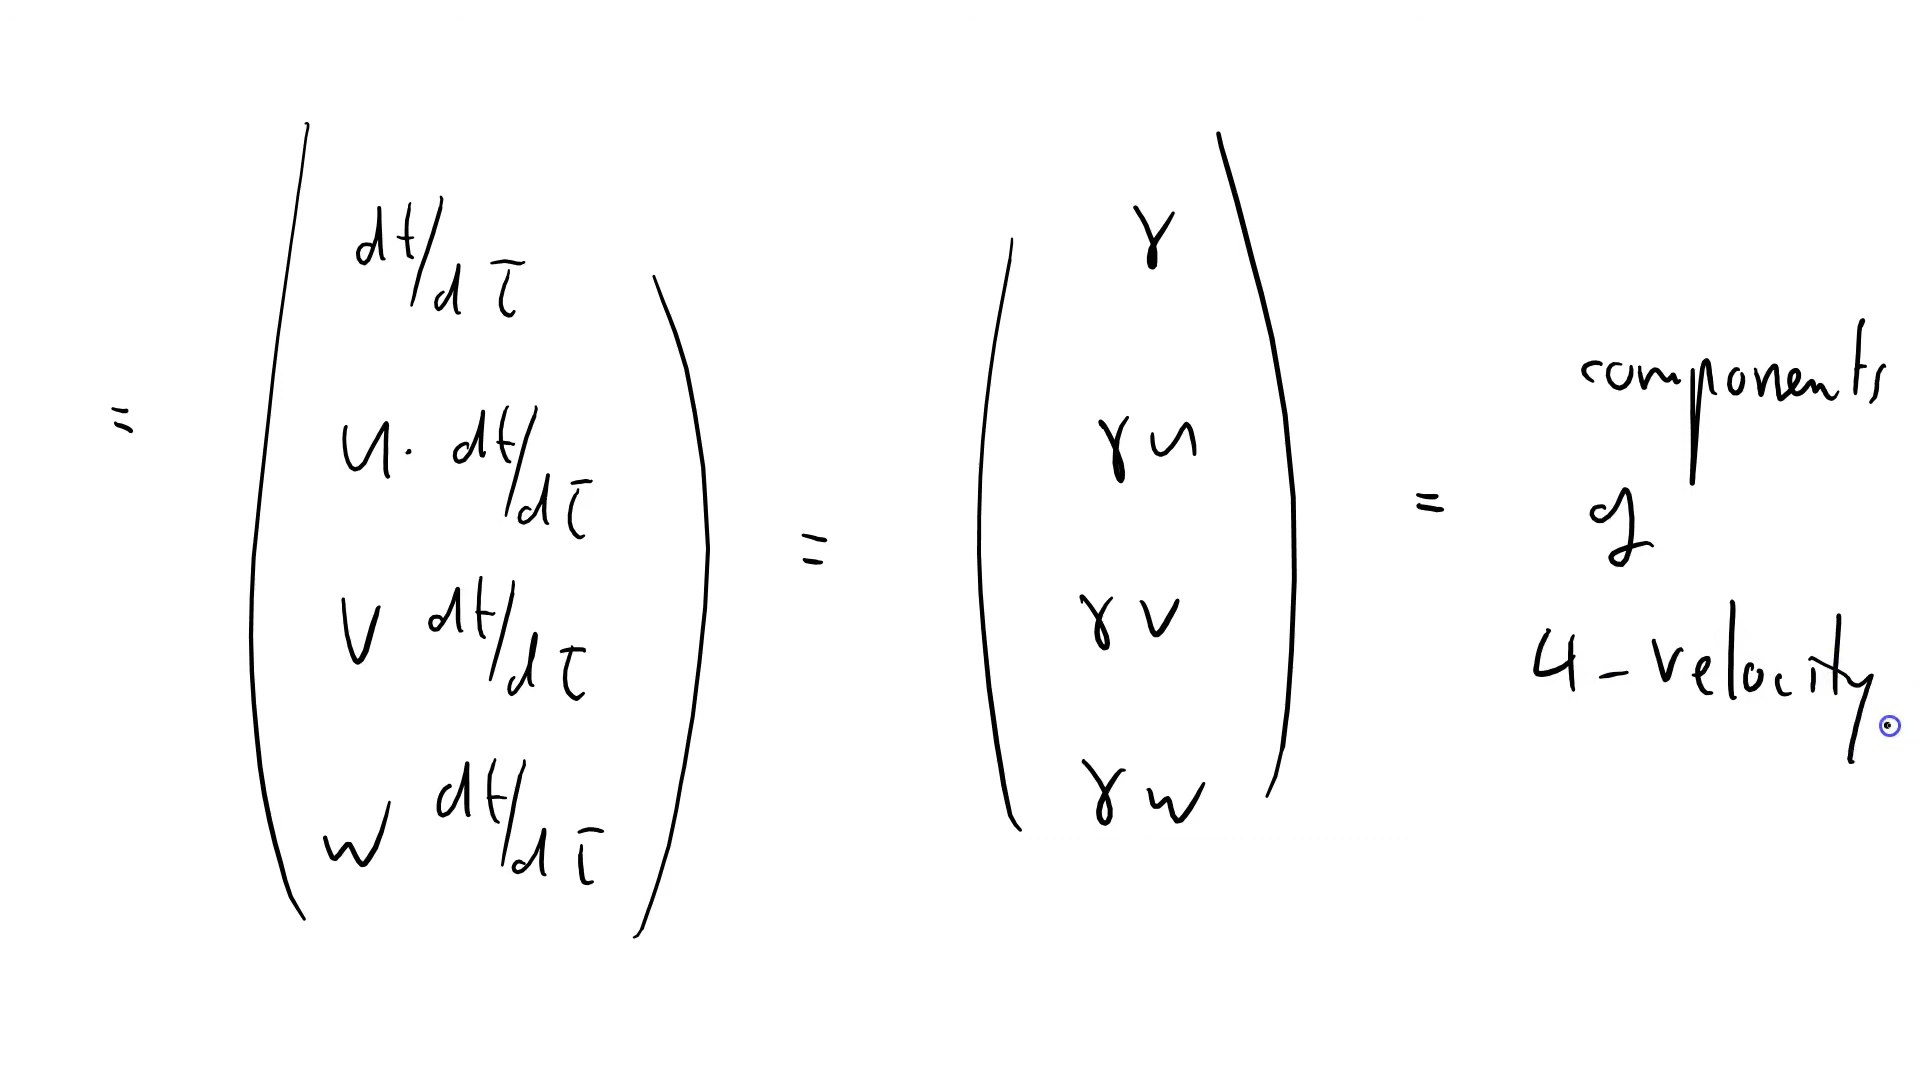 = ( dt/dτ
u · dt/dτ
v dt/dτ
w dt/dτ )
= ( γ
γu
γv
γw )
= components
of
4-velocity.